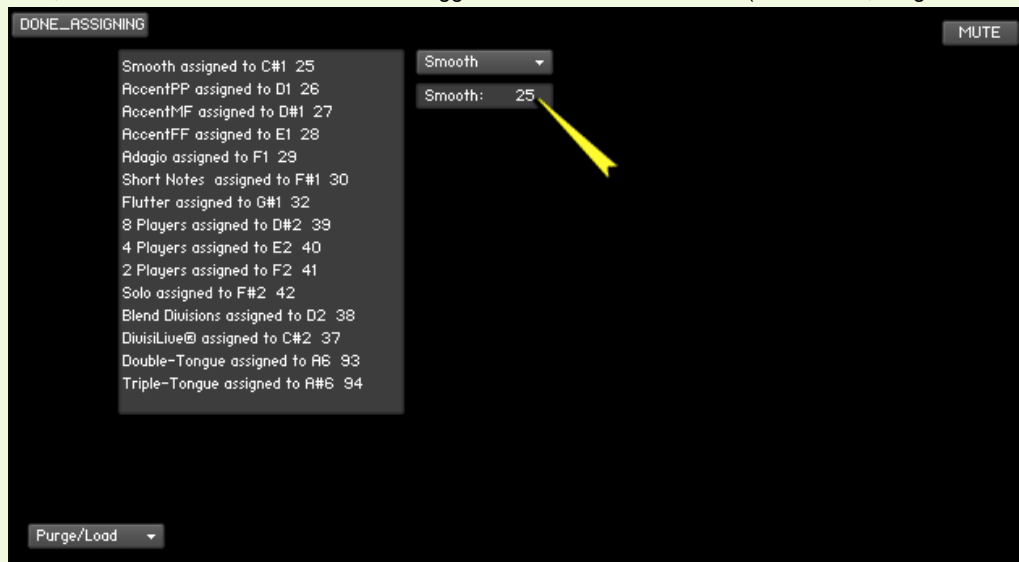 DONE_ASSIGNING
MUTE
Smooth assigned to C#1 25
AccentPP assigned to D1 26
AccentMF assigned to D#1 27
AccentFF assigned to E1 28
Adagio assigned to F1 29
Short Notes assigned to F#1 30
Flutter assigned to G#1 32
8 Players assigned to D#2 39
4 Players assigned to E2 40
2 Players assigned to F2 41
Solo assigned to F#2 42
Blend Divisions assigned to D2 38
DivisiLive® assigned to C#2 37
Double-Tongue assigned to A6 93
Triple-Tongue assigned to A#6 94
Smooth
Smooth: 25
Purge/Load